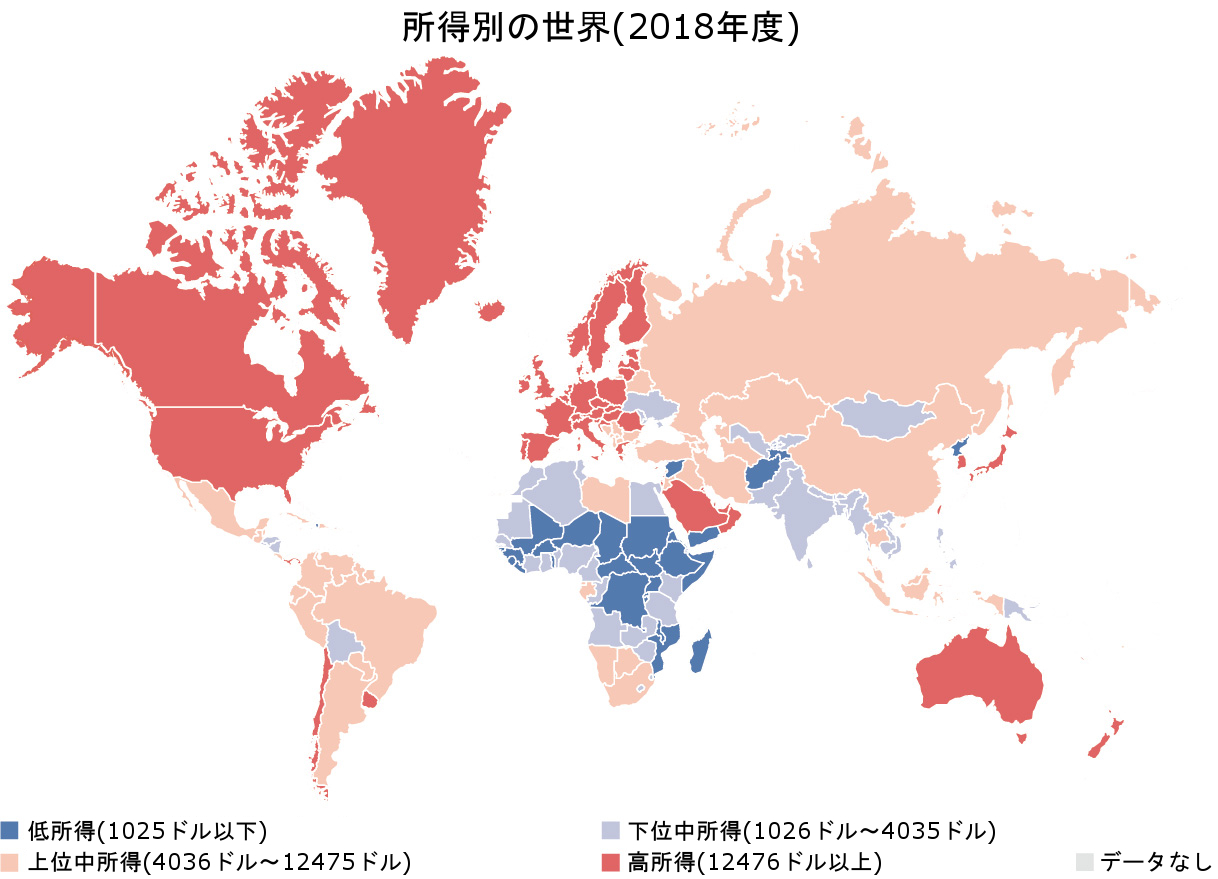 所得別の世界(2018年度)
低所得(1025ドル以下)
下位中所得(1026ドル～4035ドル)
上位中所得(4036ドル～12475ドル)
高所得(12476ドル以上)
データなし